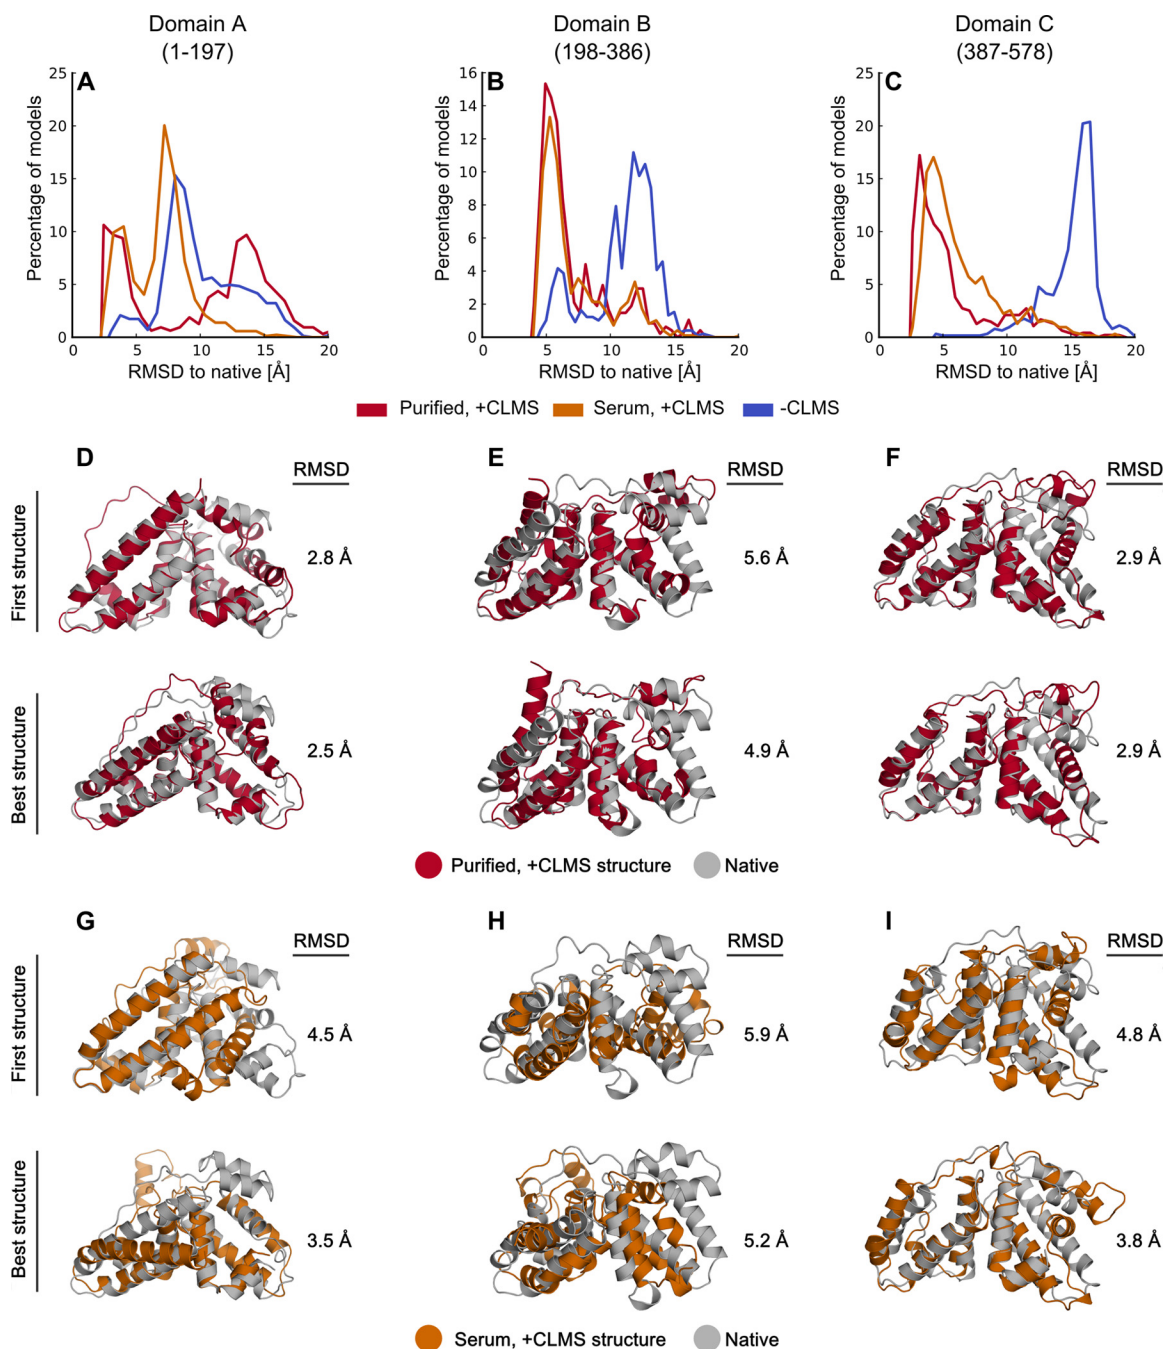 Domain A
(1-197)
Domain B
(198-386)
Domain C
(387-578)
A
25
20
15
10
5
0
Percentage of models
0 5 10 15 20
RMSD to native [Å]
B
16
14
12
10
8
6
4
2
0
Percentage of models
0 5 10 15 20
RMSD to native [Å]
C
25
20
15
10
5
0
Percentage of models
0 5 10 15 20
RMSD to native [Å]
Purified, +CLMS Serum, +CLMS -CLMS
D
RMSD
E
RMSD
F
RMSD
First structure
2.8 Å
5.6 Å
2.9 Å
Best structure
2.5 Å
4.9 Å
2.9 Å
Purified, +CLMS structure Native
G
RMSD
H
RMSD
I
RMSD
First structure
4.5 Å
5.9 Å
4.8 Å
Best structure
3.5 Å
5.2 Å
3.8 Å
Serum, +CLMS structure Native